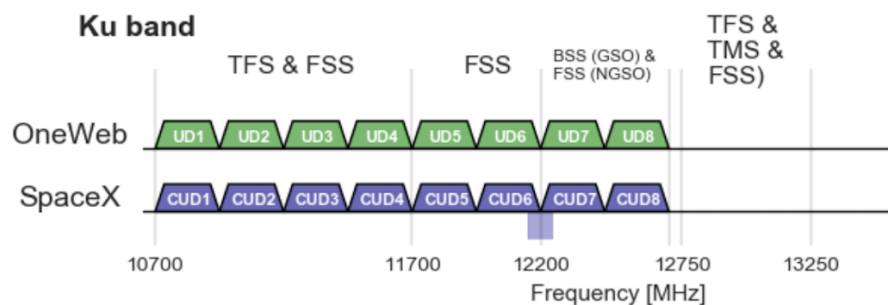 Ku band
TFS & FSS
FSS
BSS (GSO) &
FSS (NGSO)
TFS &
TMS &
FSS)
OneWeb
UD1 UD2 UD3 UD4 UD5 UD6 UD7 UD8
SpaceX
CUD1 CUD2 CUD3 CUD4 CUD5 CUD6 CUD7 CUD8
10700 11700 12200 12750 13250
Frequency [MHz]